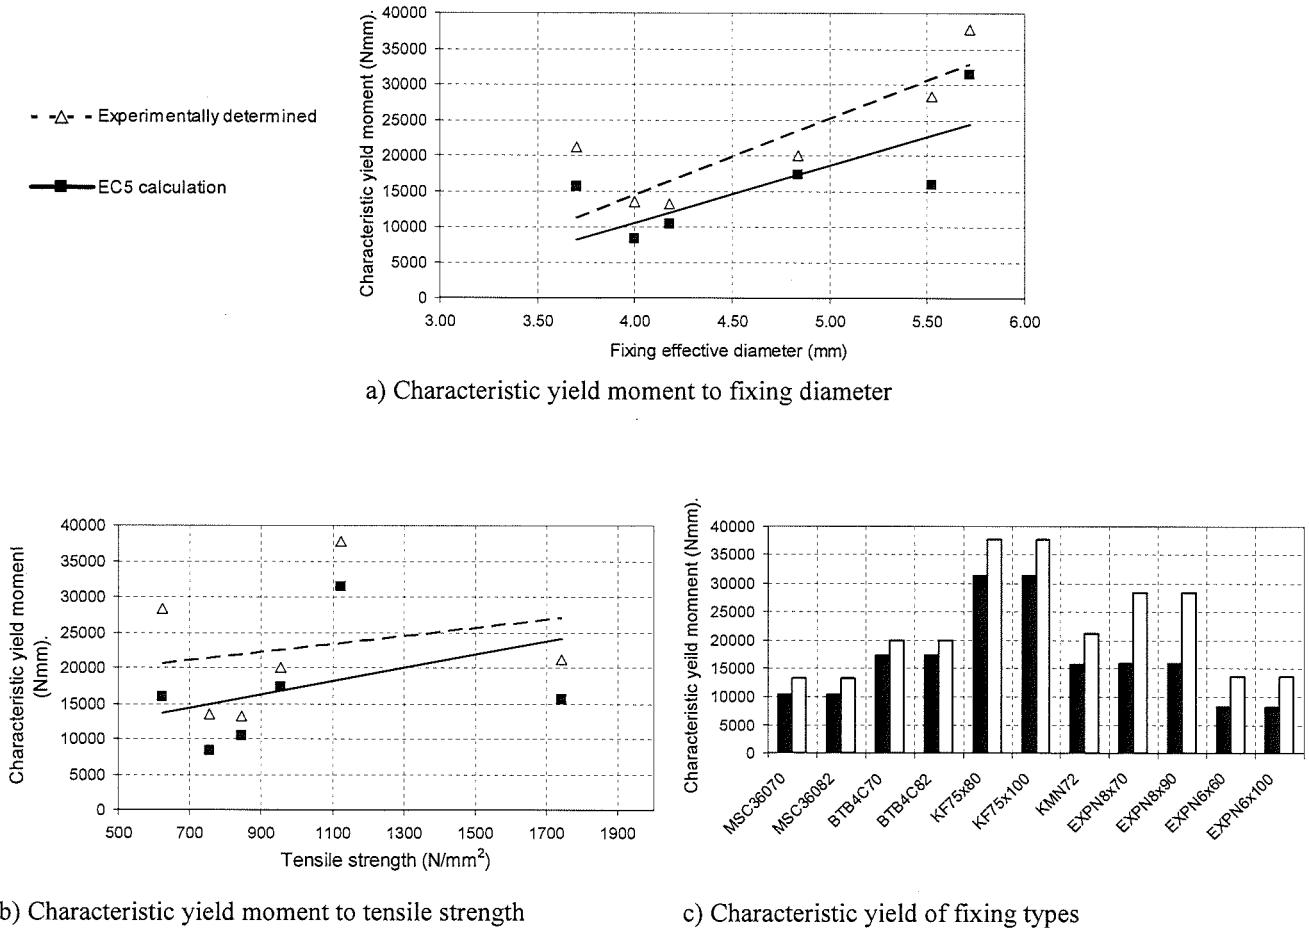 Characteristic yield moment (Nmm).
40000
35000
30000
25000
20000
15000
10000
5000
0
3.00 3.50 4.00 4.50 5.00 5.50 6.00
Fixing effective diameter (mm)
Experimentally determined
EC5 calculation
a) Characteristic yield moment to fixing diameter
Characteristic yield moment
(Nmm).
40000
35000
30000
25000
20000
15000
10000
5000
0
500 700 900 1100 1300 1500 1700 1900
Tensile strength (N/mm²)
b) Characteristic yield moment to tensile strength
Characteristic yeild momnent (Nmm).
40000
35000
30000
25000
20000
15000
10000
5000
0
MSC36070
MSC36082
BTB4C70
BTB4C82
KF75x80
KF75x100
KMN72
EXPN8x70
EXPN8x90
EXPN6x60
EXPN6x100
c) Characteristic yield of fixing types